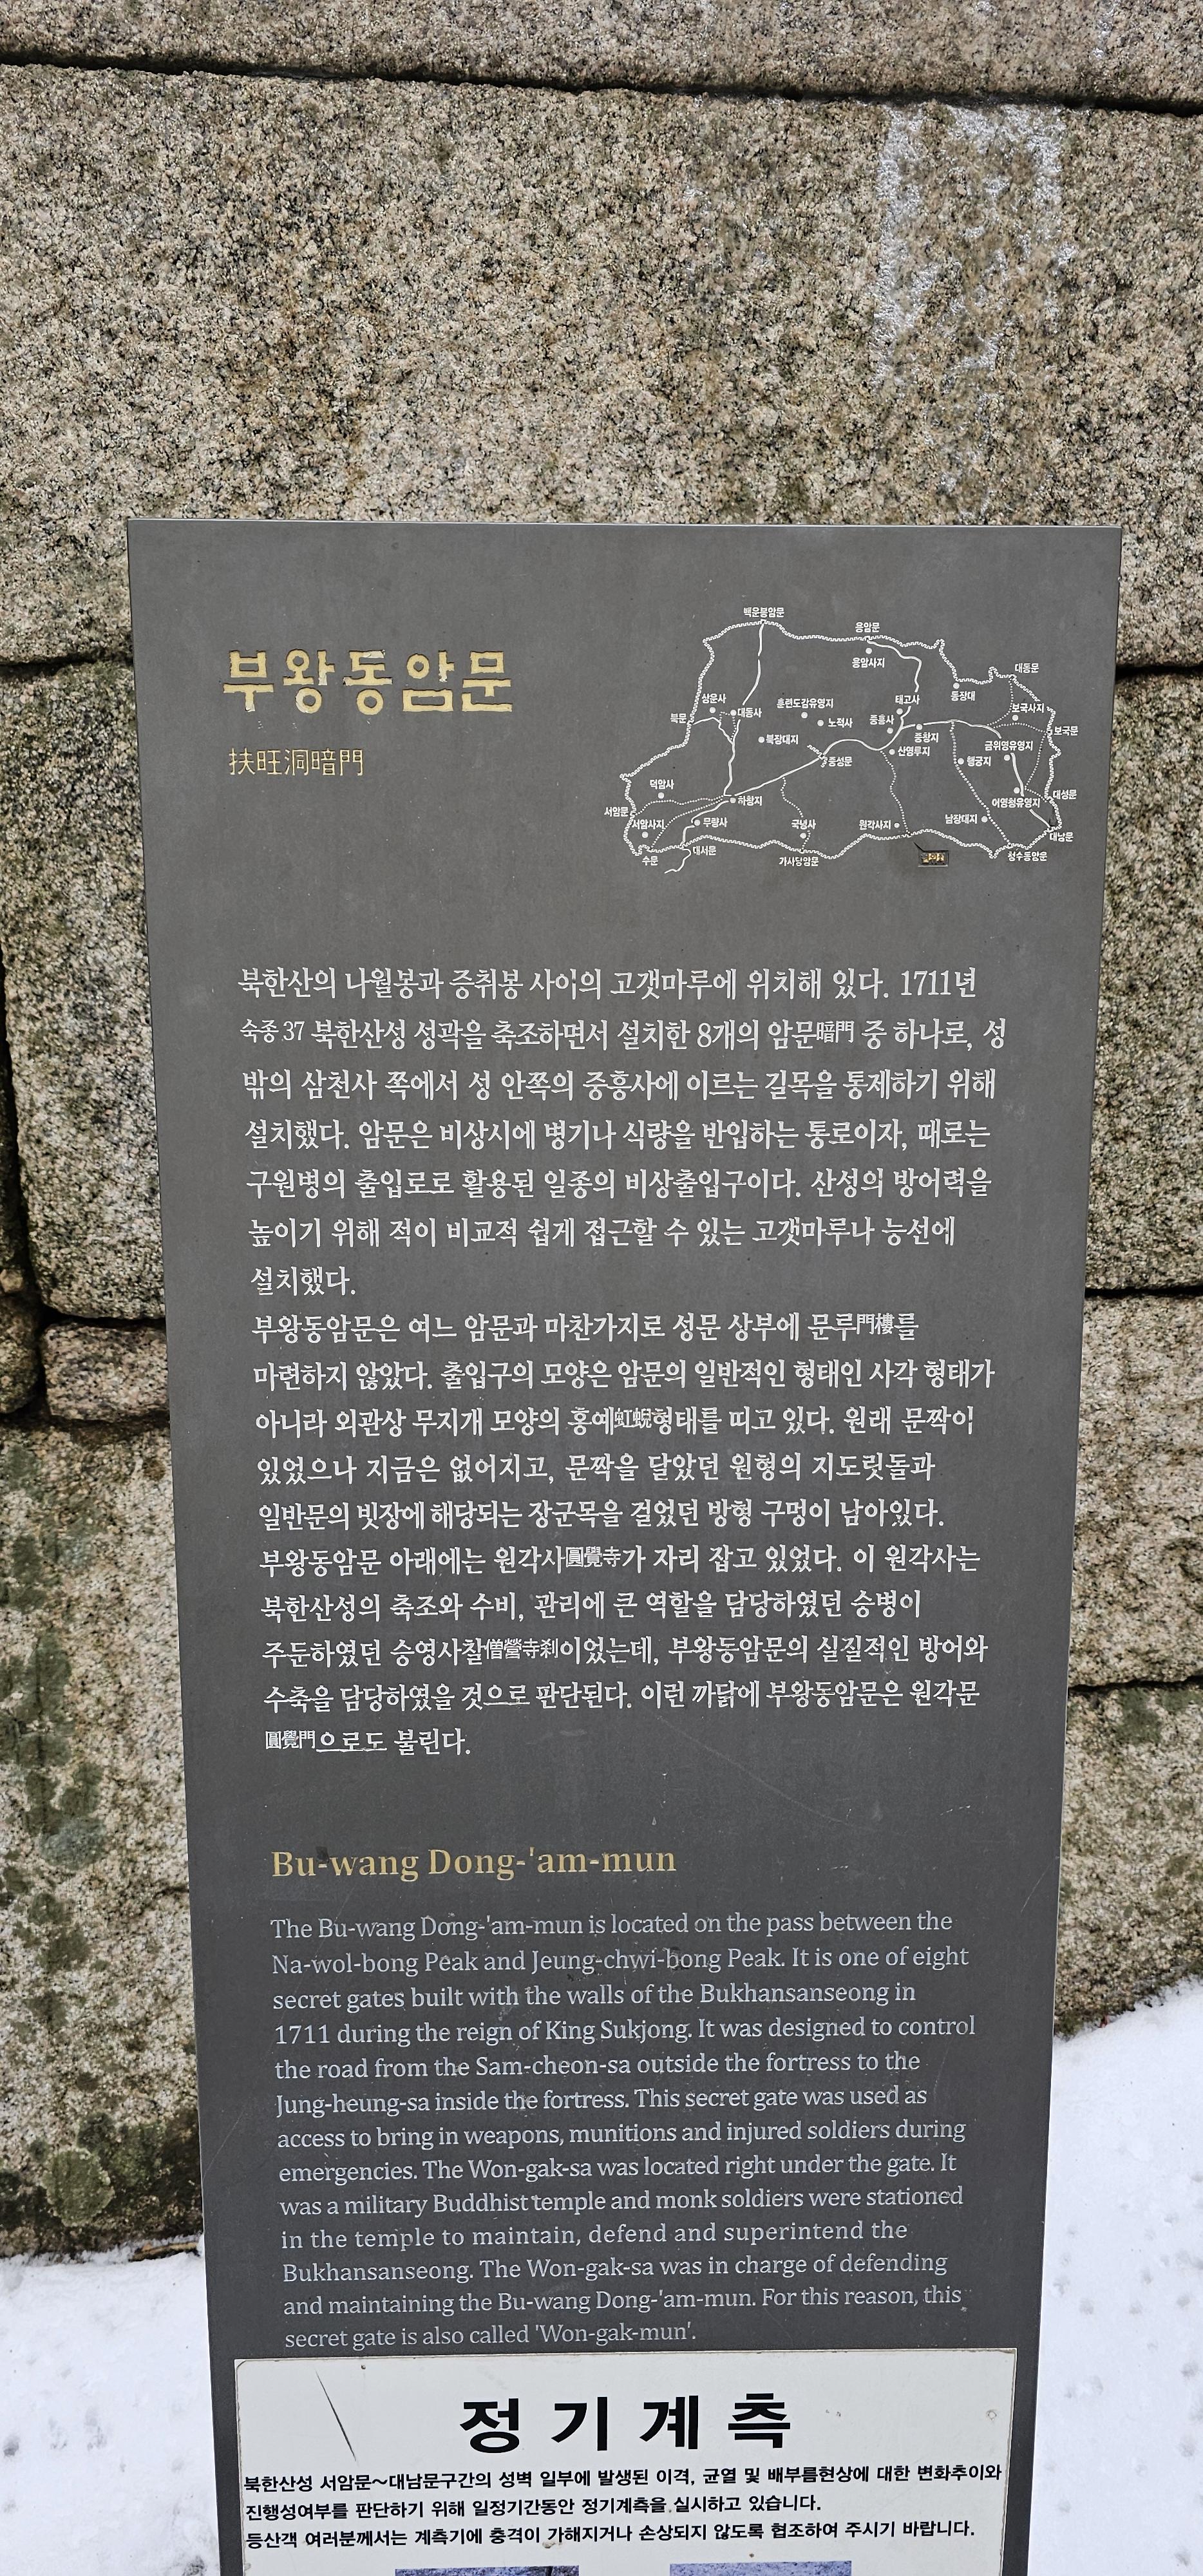 부왕동암문
扶旺洞暗門
백운봉암문
용암문
용암사지
대동문
동장대
상운사
대동사
북문
훈련도감유영지
노적사
태고사
중흥사
중창지
보국사지
보국문
북장대지
산영루지
금위영유영지
중성문
행궁지
덕암사
하창지
어영청유영지
대성문
서암문
서암사지
무량사
국녕사
원각사지
남장대지
대남문
수문
대서문
가사당암문
청수동암문
북한산의 나월봉과 증취봉 사이의 고갯마루에 위치해 있다. 1711년
숙종 37 북한산성 성곽을 축조하면서 설치한 8개의 암문暗門 중 하나로, 성
밖의 삼천사 쪽에서 성 안쪽의 중흥사에 이르는 길목을 통제하기 위해
설치했다. 암문은 비상시에 병기나 식량을 반입하는 통로이자, 때로는
구원병의 출입로로 활용된 일종의 비상출입구이다. 산성의 방어력을
높이기 위해 적이 비교적 쉽게 접근할 수 있는 고갯마루나 능선에
설치했다.
부왕동암문은 여느 암문과 마찬가지로 성문 상부에 문루門樓를
마련하지 않았다. 출입구의 모양은 암문의 일반적인 형태인 사각 형태가
아니라 외관상 무지개 모양의 홍예虹蜺형태를 띠고 있다. 원래 문짝이
있었으나 지금은 없어지고, 문짝을 달았던 원형의 지도릿돌과
일반문의 빗장에 해당되는 장군목을 걸었던 방형 구멍이 남아있다.
부왕동암문 아래에는 원각사圓覺寺가 자리 잡고 있었다. 이 원각사는
북한산성의 축조와 수비, 관리에 큰 역할을 담당하였던 승병이
주둔하였던 승영사찰僧營寺刹이었는데, 부왕동암문의 실질적인 방어와
수축을 담당하였을 것으로 판단된다. 이런 까닭에 부왕동암문은 원각문
圓覺門으로도 불린다.
Bu-wang Dong-'am-mun
The Bu-wang Dong-'am-mun is located on the pass between the
Na-wol-bong Peak and Jeung-chwi-bong Peak. It is one of eight
secret gates built with the walls of the Bukhansanseong in
1711 during the reign of King Sukjong. It was designed to control
the road from the Sam-cheon-sa outside the fortress to the
Jung-heung-sa inside the fortress. This secret gate was used as
access to bring in weapons, munitions and injured soldiers during
emergencies. The Won-gak-sa was located right under the gate. It
was a military Buddhist temple and monk soldiers were stationed
in the temple to maintain, defend and superintend the
Bukhansanseong. The Won-gak-sa was in charge of defending
and maintaining the Bu-wang Dong-'am-mun. For this reason, this
secret gate is also called 'Won-gak-mun'.
정기계측
북한산성 서암문~대남문구간의 성벽 일부에 발생된 이격, 균열 및 배부름현상에 대한 변화추이와
진행성여부를 판단하기 위해 일정기간동안 정기계측을 실시하고 있습니다.
등산객 여러분께서는 계측기에 충격이 가해지거나 손상되지 않도록 협조하여 주시기 바랍니다.